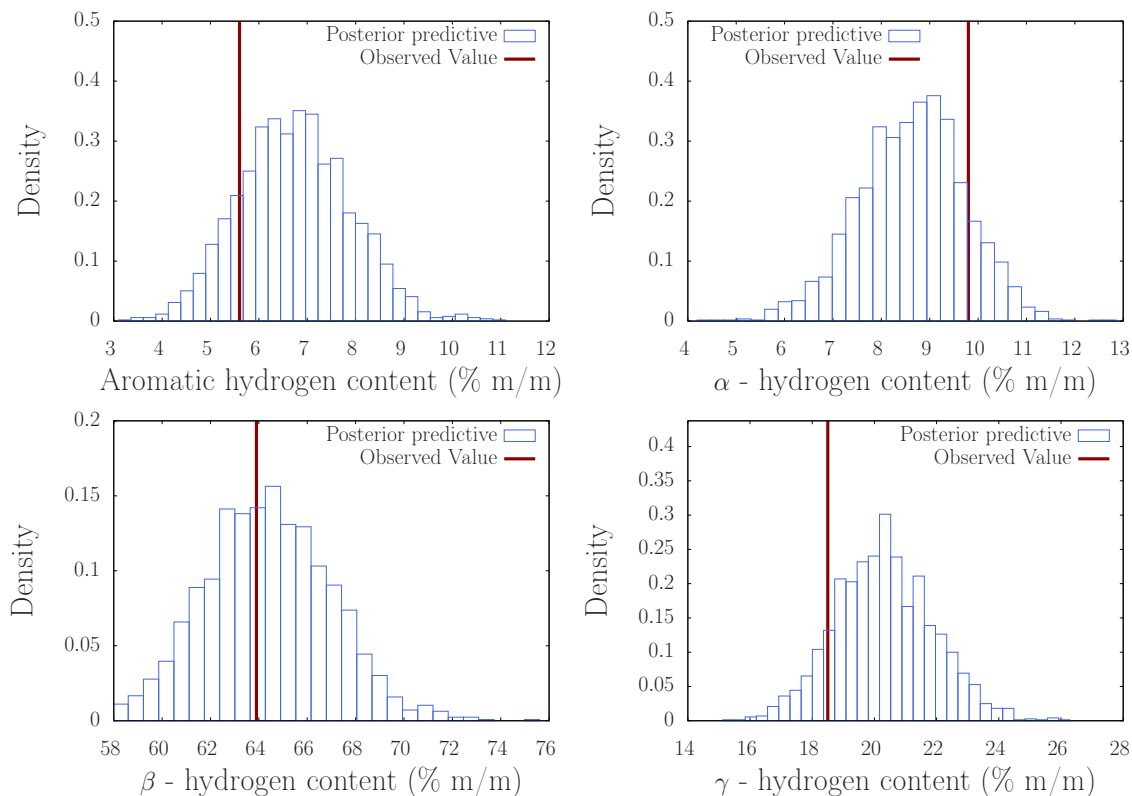 0.5
0.4
0.3
0.2
0.1
0
Density
Posterior predictive
Observed Value
3 4 5 6 7 8 9 10 11 12
Aromatic hydrogen content (% m/m)
0.5
0.4
0.3
0.2
0.1
0
Density
Posterior predictive
Observed Value
4 5 6 7 8 9 10 11 12 13
α - hydrogen content (% m/m)
0.2
0.15
0.1
0.05
0
Density
Posterior predictive
Observed Value
58 60 62 64 66 68 70 72 74 76
β - hydrogen content (% m/m)
0.4
0.35
0.3
0.25
0.2
0.15
0.1
0.05
0
Density
Posterior predictive
Observed Value
14 16 18 20 22 24 26 28
γ - hydrogen content (% m/m)